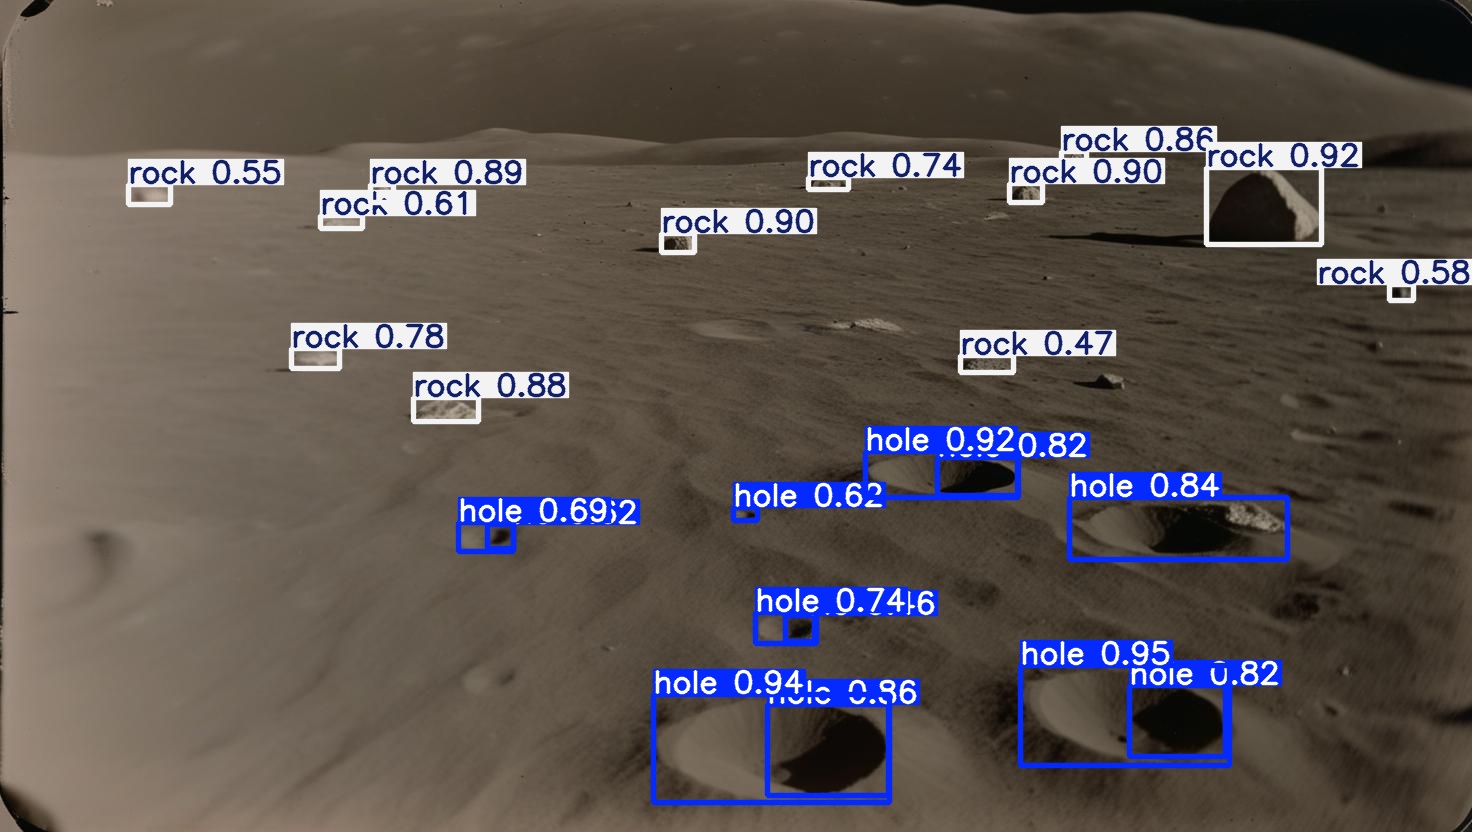 rock 0.86
rock 0.92
rock 0.55
rock 0.89
rock 0.74
rock 0.90
rock 0.61
rock 0.90
rock 0.58
rock 0.78
rock 0.47
rock 0.88
hole 0.92
0.82
hole 0.84
hole 0.62
hole 0.69
hole 0.74
hole 0.95
hole 0.82
hole 0.94
hole 0.86